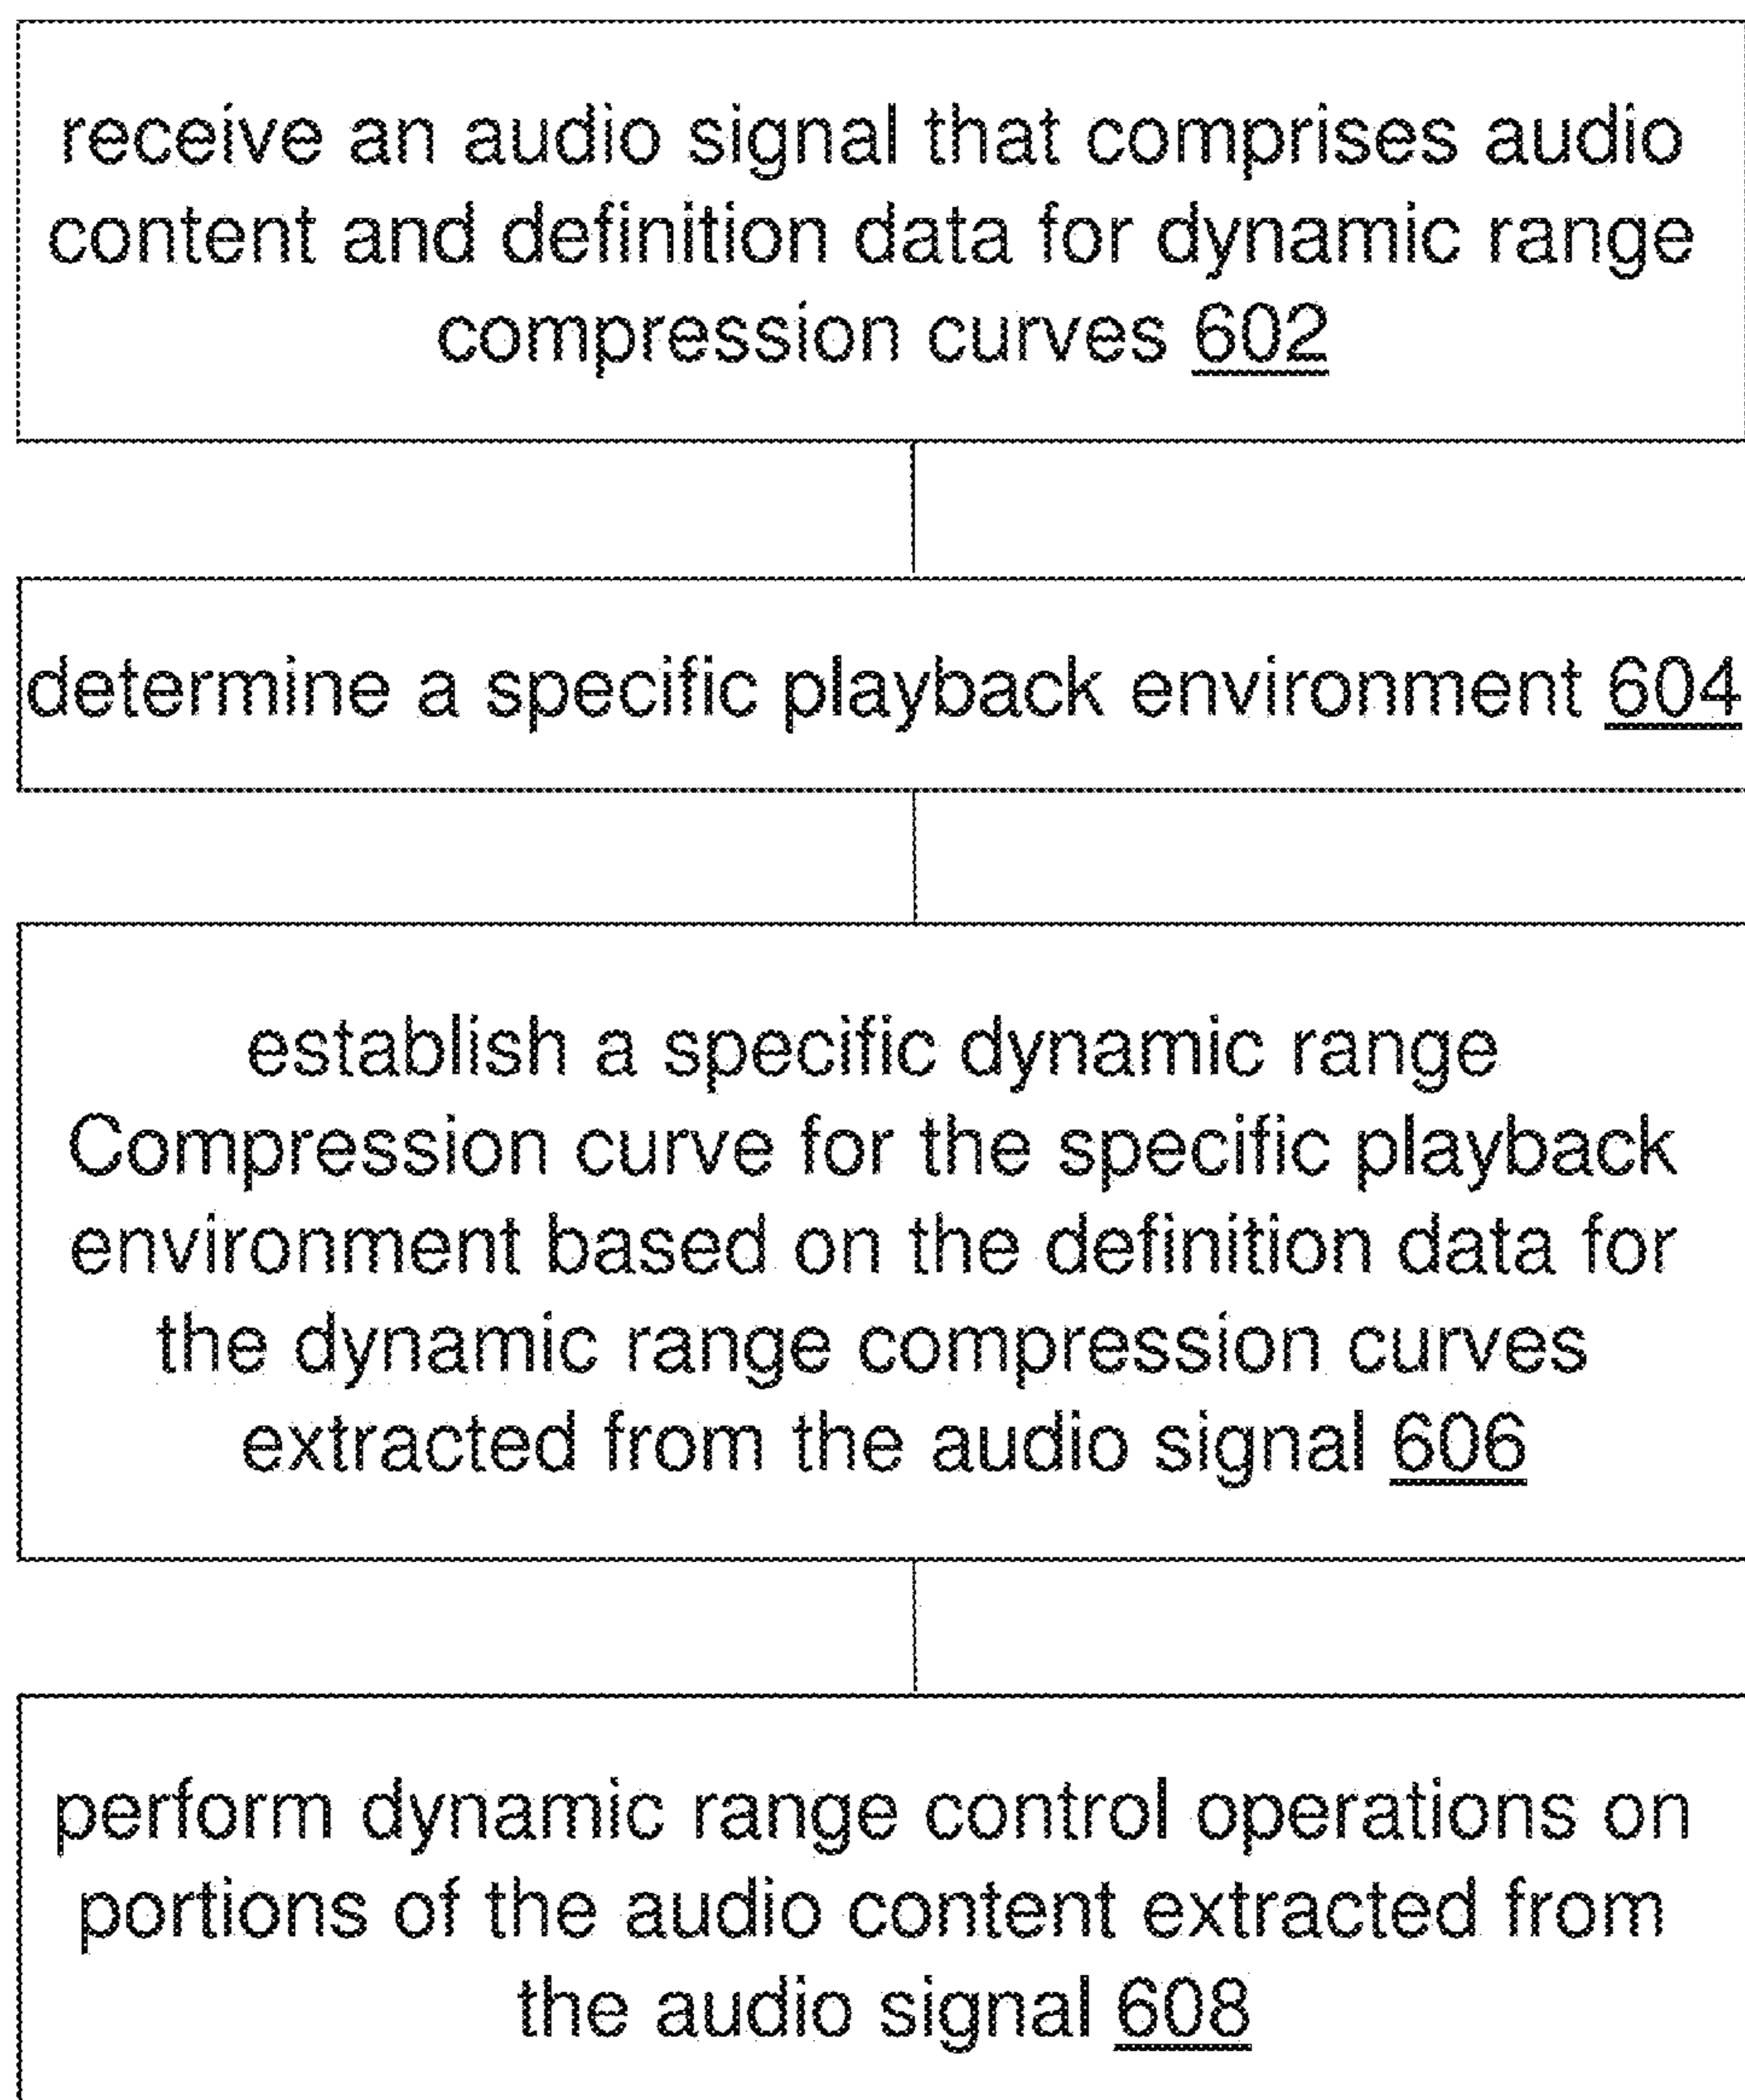 receive an audio signal that comprises audio
content and definition data for dynamic range
compression curves 602
determine a specific playback environment 604
establish a specific dynamic range
Compression curve for the specific playback
environment based on the definition data for
the dynamic range compression curves
extracted from the audio signal 606
perform dynamic range control operations on
portions of the audio content extracted from
the audio signal 608